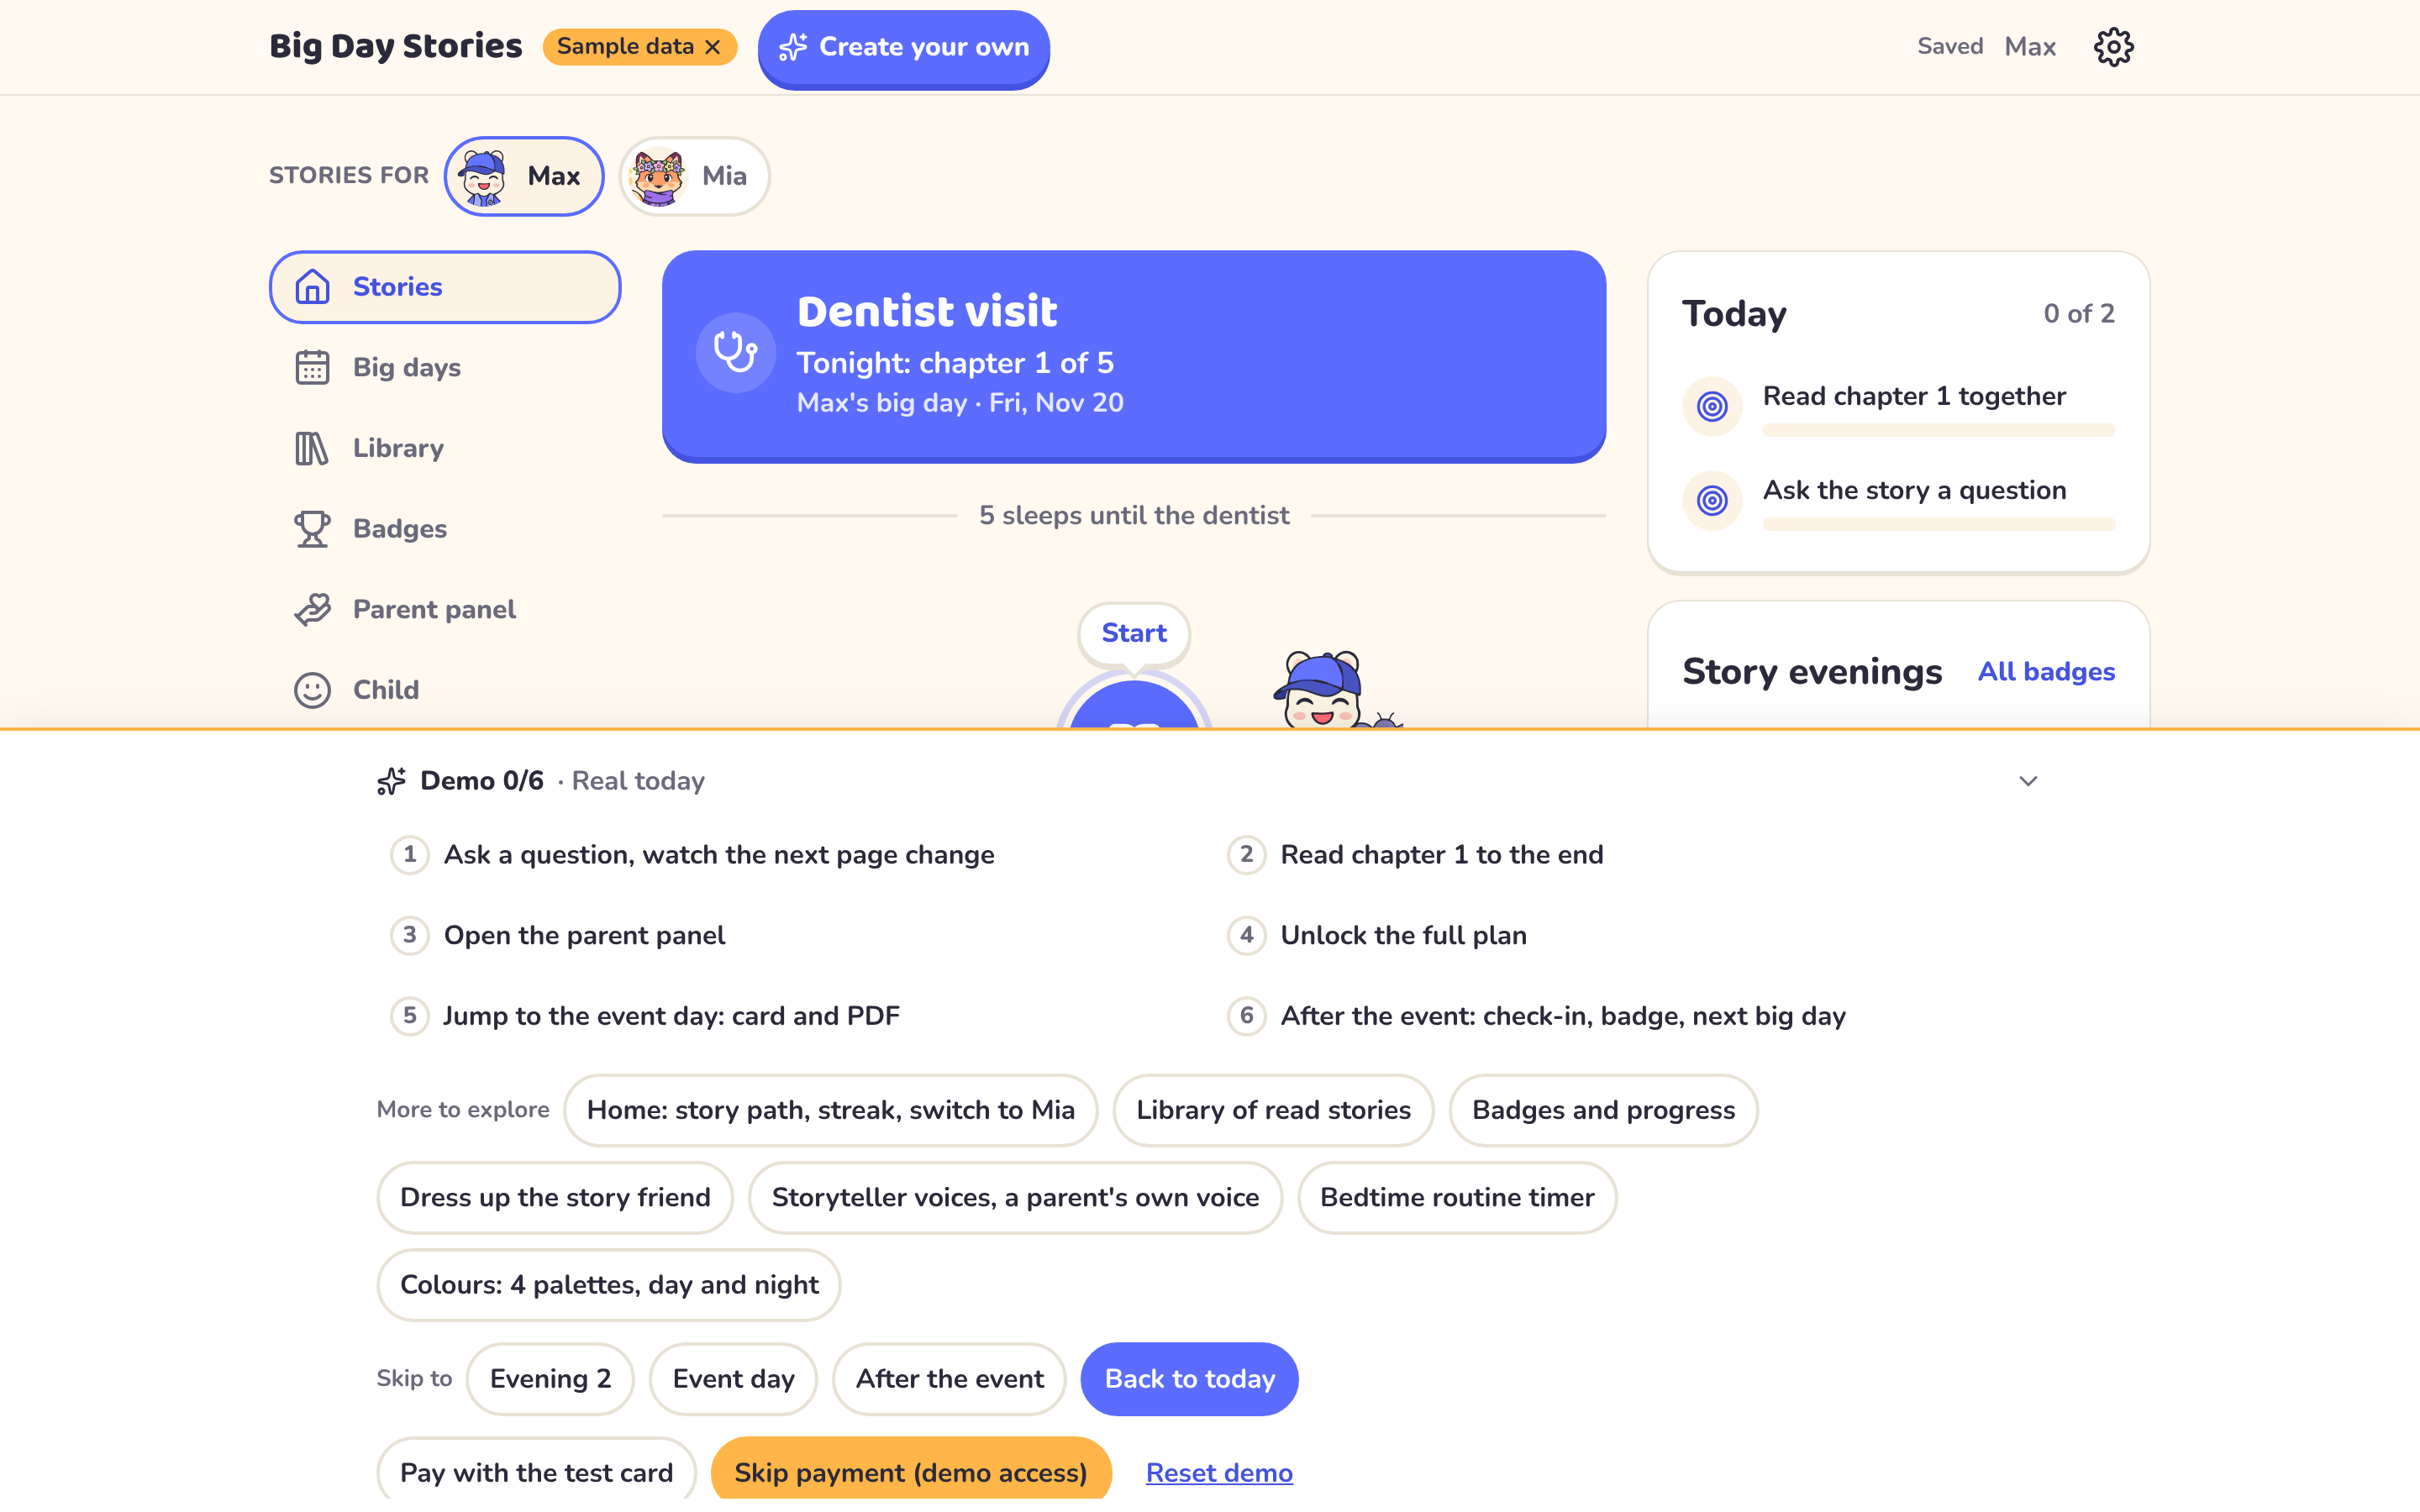 Big Day Stories Sample data Create your own Saved Max
STORIES FOR Max Mia
Stories
Big days
Library
Badges
Parent panel
Child
Dentist visit
Tonight: chapter 1 of 5
Max's big day · Fri, Nov 20
5 sleeps until the dentist
Start
Today 0 of 2
Read chapter 1 together
Ask the story a question
Story evenings All badges
Demo 0/6 · Real today
1 Ask a question, watch the next page change
2 Read chapter 1 to the end
3 Open the parent panel
4 Unlock the full plan
5 Jump to the event day: card and PDF
6 After the event: check-in, badge, next big day
More to explore Home: story path, streak, switch to Mia Library of read stories Badges and progress
Dress up the story friend Storyteller voices, a parent's own voice Bedtime routine timer
Colours: 4 palettes, day and night
Skip to Evening 2 Event day After the event Back to today
Pay with the test card Skip payment (demo access) Reset demo